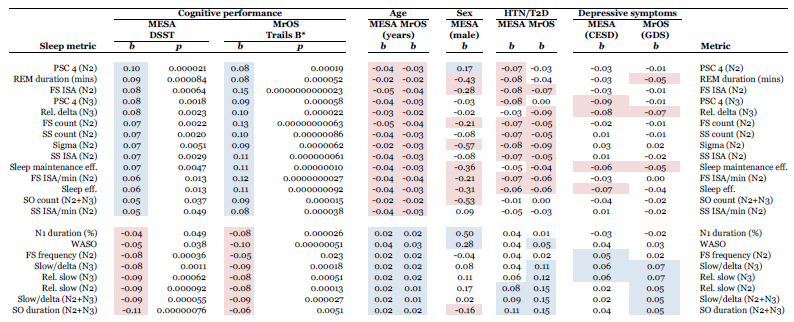 Cognitive performance Age Sex HTN/T2D Depressive symptoms
MESA MrOS MESA MrOS MESA MESA MrOS MESA MrOS
DSST Trails B* (years) (male) (CESD) (GDS)
Sleep metric b p b p b b b b b b b Metric
PSC 4 (N2) 0.10 0.000021 0.08 0.00019 -0.04 -0.03 0.17 -0.07 -0.03 -0.03 -0.01 PSC 4 (N2)
REM duration (mins) 0.09 0.000084 0.08 0.000052 -0.02 -0.02 -0.43 -0.08 -0.04 -0.03 -0.05 REM duration (mins)
FS ISA (N2) 0.08 0.00064 0.15 0.0000000000023 -0.05 -0.04 -0.28 -0.08 -0.07 -0.03 -0.01 FS ISA (N2)
PSC 4 (N3) 0.08 0.0018 0.09 0.000058 -0.04 -0.03 -0.03 -0.08 0.00 -0.09 -0.01 PSC 4 (N3)
Rel. delta (N3) 0.08 0.0023 0.10 0.000022 -0.03 -0.02 -0.02 -0.03 -0.09 -0.08 -0.07 Rel. delta (N3)
FS count (N2) 0.07 0.0022 0.13 0.00000000063 -0.05 -0.04 -0.21 -0.07 -0.05 -0.02 -0.01 FS count (N2)
SS count (N2) 0.07 0.0020 0.10 0.00000086 -0.04 -0.03 -0.08 -0.07 -0.05 0.01 -0.01 SS count (N2)
Sigma (N2) 0.07 0.0051 0.09 0.0000062 -0.02 -0.02 -0.57 -0.08 -0.09 0.03 0.02 Sigma (N2)
SS ISA (N2) 0.07 0.0029 0.11 0.000000061 -0.04 -0.03 -0.08 -0.07 -0.05 0.01 -0.01 SS ISA (N2)
Sleep maintenance eff. 0.07 0.0047 0.11 0.00000010 -0.04 -0.03 -0.36 -0.05 -0.04 -0.06 -0.05 Sleep maintenance eff.
FS ISA/min (N2) 0.06 0.013 0.12 0.0000000027 -0.04 -0.03 -0.21 -0.07 -0.06 -0.03 0.00 FS ISA/min (N2)
Sleep eff. 0.06 0.013 0.11 0.000000092 -0.04 -0.03 -0.31 -0.06 -0.06 -0.07 -0.04 Sleep eff.
SO count (N2+N3) 0.05 0.037 0.09 0.000015 -0.02 -0.02 -0.53 -0.01 0.00 -0.03 -0.02 SO count (N2+N3)
SS ISA/min (N2) 0.05 0.049 0.08 0.000038 -0.04 -0.03 0.09 -0.05 -0.03 0.01 -0.02 SS ISA/min (N2)
N1 duration (%) -0.04 0.049 -0.08 0.000026 0.02 0.02 0.50 0.04 0.01 -0.03 -0.02 N1 duration (%)
WASO -0.05 0.038 -0.10 0.00000051 0.04 0.03 0.28 0.04 0.05 0.04 0.03 WASO
FS frequency (N2) -0.08 0.00036 -0.05 0.023 0.02 0.02 -0.02 -0.04 0.02 0.05 0.02 FS frequency (N2)
Slow/delta (N3) -0.08 0.0011 -0.09 0.00018 0.02 0.02 0.08 0.04 0.11 0.06 0.07 Slow/delta (N3)
Rel. slow (N3) -0.09 0.00062 -0.08 0.00051 0.02 0.02 0.11 0.06 0.12 0.06 0.07 Rel. slow (N3)
Rel. slow (N2) -0.09 0.000092 -0.08 0.00013 0.02 0.01 0.17 0.08 0.15 0.02 0.05 Rel. slow (N2)
Slow/delta (N2+N3) -0.09 0.000055 -0.09 0.000027 0.02 0.02 0.02 0.09 0.15 0.04 0.05 Slow/delta (N2+N3)
SO duration (N2+N3) -0.11 0.00000076 -0.06 0.0051 0.02 0.02 -0.16 0.11 0.15 0.04 0.05 SO duration (N2+N3)